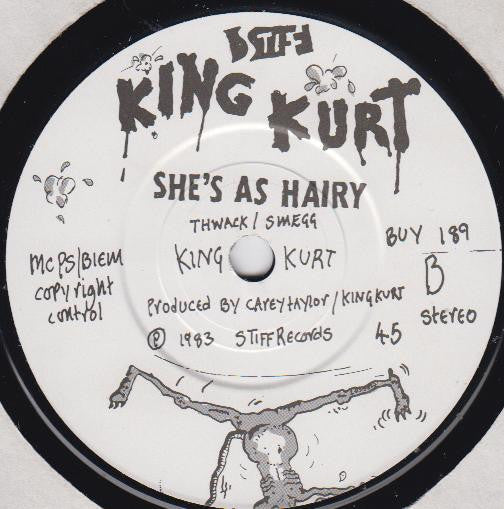 STIFF
KING
KURT
SHE'S AS HAIRY
THWACK / SMEGG
KING KURT
BUY 189
B
MCPS/BIEM
copyright
control
Produced BY CAREY TAYLOR / KING KURT
STEREO
Ⓟ 1983 STIFF Records 45